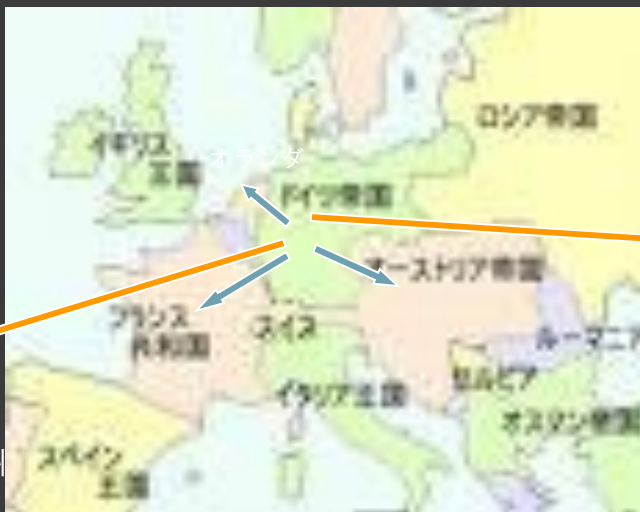 ロシア帝国
イギリス
王国
オランダ
ドイツ帝国
オーストリア帝国
フランス
共和国
スイス
ルーマニア
セルビア
イタリア王国
オスマン帝国
スペイン
王国